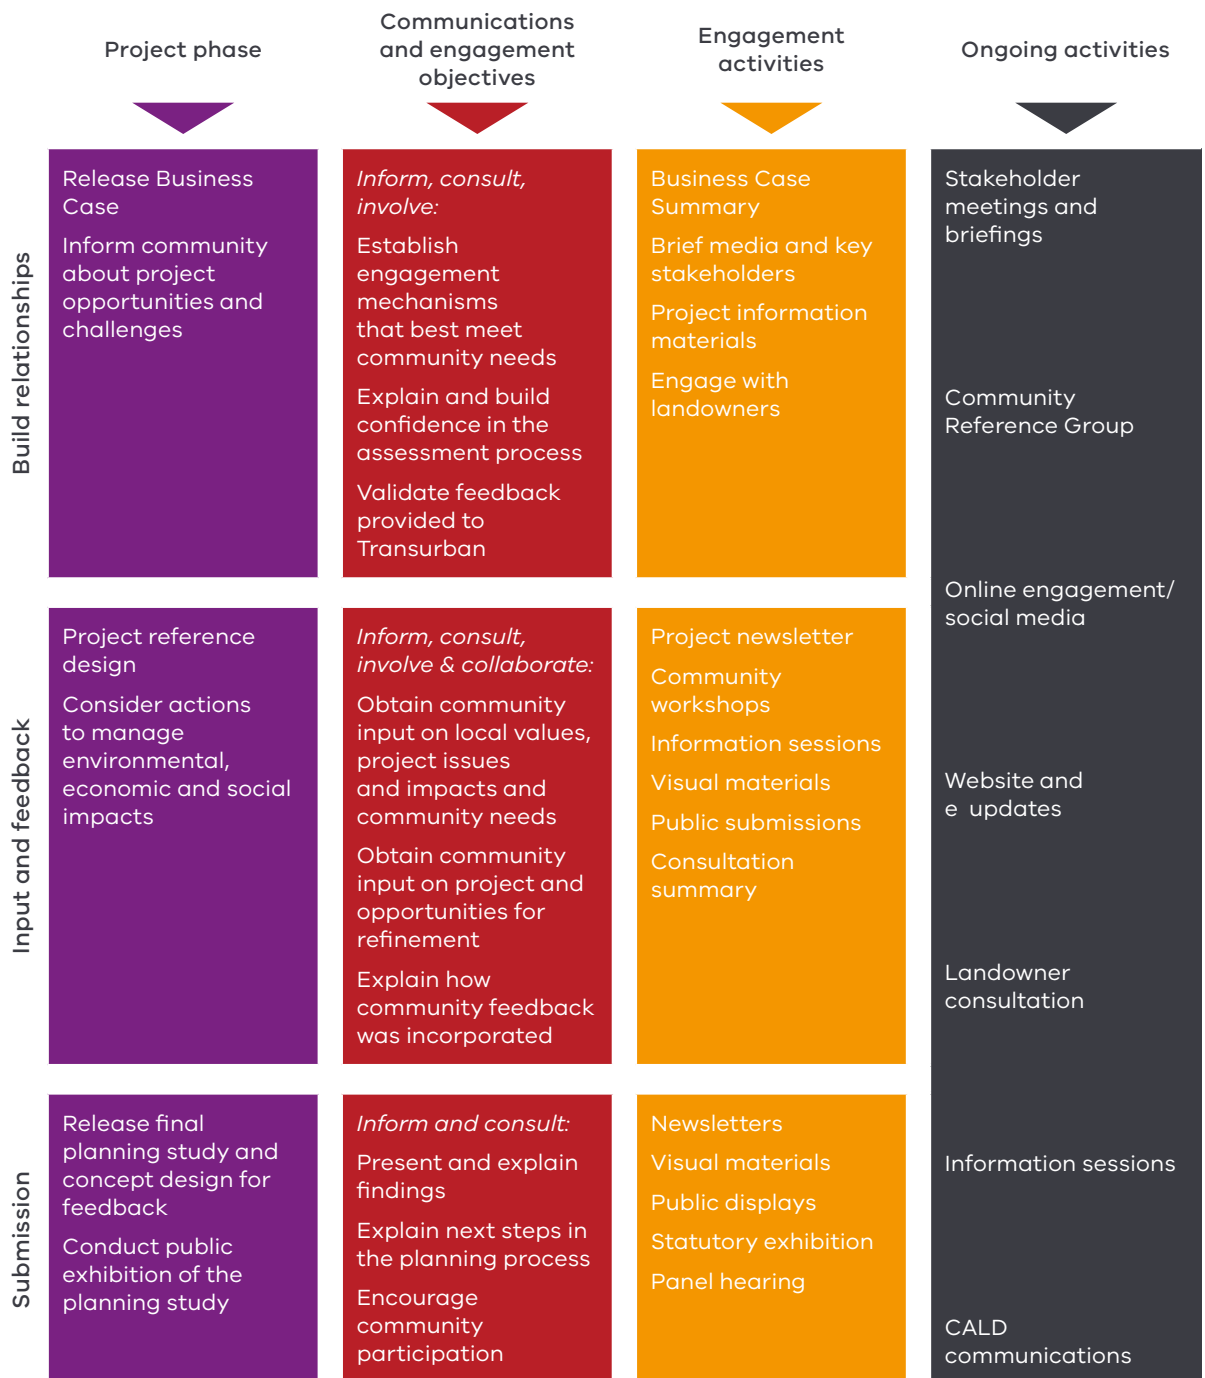 Project phase
Communications
and engagement
objectives
Engagement
activities
Ongoing activities
Build relationships
Release Business
Case
Inform community
about project
opportunities and
challenges
Inform, consult,
involve:
Establish
engagement
mechanisms
that best meet
community needs
Explain and build
confidence in the
assessment process
Validate feedback
provided to
Transurban
Business Case
Summary
Brief media and key
stakeholders
Project information
materials
Engage with
landowners
Input and feedback
Project reference
design
Consider actions
to manage
environmental,
economic and social
impacts
Inform, consult,
involve & collaborate:
Obtain community
input on local values,
project issues
and impacts and
community needs
Obtain community
input on project and
opportunities for
refinement
Explain how
community feedback
was incorporated
Project newsletter
Community
workshops
Information sessions
Visual materials
Public submissions
Consultation
summary
Submission
Release final
planning study and
concept design for
feedback
Conduct public
exhibition of the
planning study
Inform and consult:
Present and explain
findings
Explain next steps in
the planning process
Encourage
community
participation
Newsletters
Visual materials
Public displays
Statutory exhibition
Panel hearing
Stakeholder
meetings and
briefings
Community
Reference Group
Online engagement/
social media
Website and
e updates
Landowner
consultation
Information sessions
CALD
communications